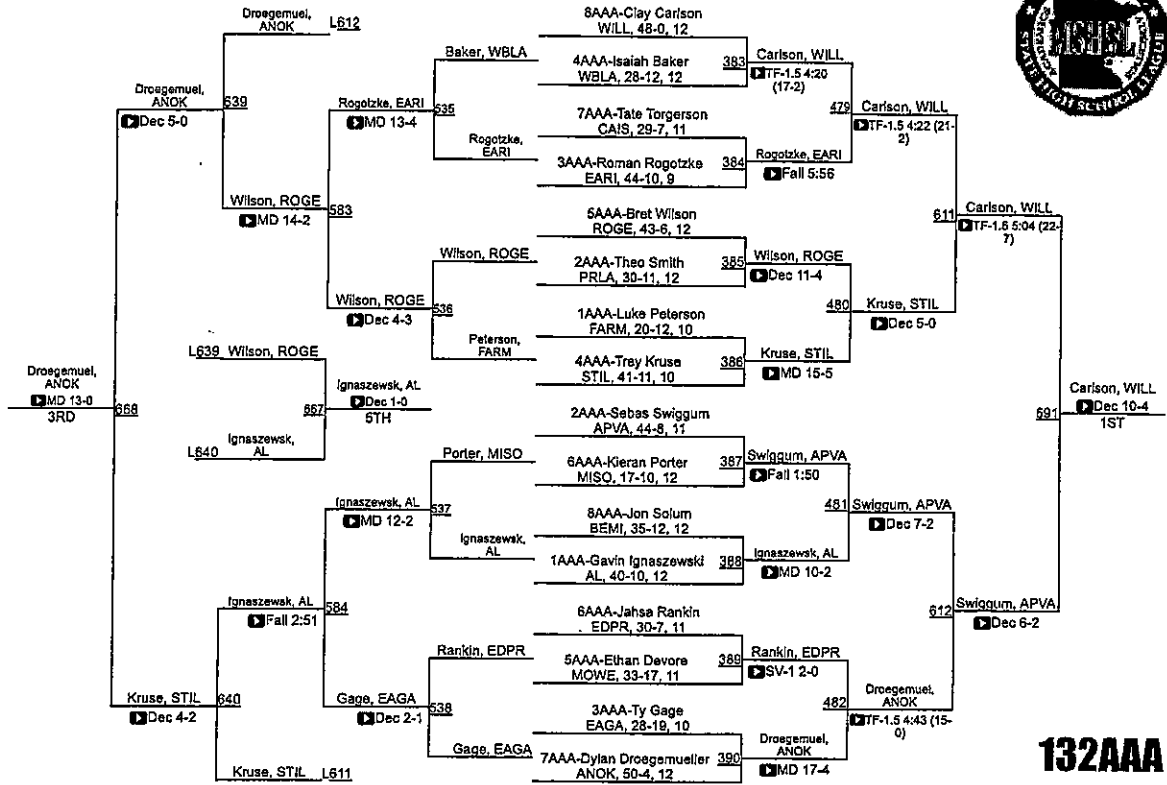 Droegemuel,
ANOK
L612
8AAA-Clay Carlson
WILL, 48-0, 12
Baker, WBLA
4AAA-Isaiah Baker
WBLA, 28-12, 12
383
Carlson, WILL
TF-1.5 4:20
(17-2)
Droegemuel,
ANOK
Dec 5-0
639
Rogotzke, EARI
MD 13-4
535
7AAA-Tate Torgerson
CAIS, 29-7, 11
479
Carlson, WILL
TF-1.5 4:22 (21-
2)
Rogotzke,
EARI
3AAA-Roman Rogotzke
EARI, 44-10, 9
384
Rogotzke, EARI
Fall 5:56
Wilson, ROGE
MD 14-2
583
5AAA-Bret Wilson
ROGE, 43-6, 12
611
Carlson, WILL
TF-1.5 5:04 (22-
7)
Wilson, ROGE
2AAA-Theo Smith
PRLA, 30-11, 12
385
Wilson, ROGE
Dec 11-4
Wilson, ROGE
Dec 4-3
536
1AAA-Luke Peterson
FARM, 20-12, 10
480
Kruse, STIL
Dec 5-0
Peterson,
FARM
4AAA-Trey Kruse
STIL, 41-11, 10
386
Kruse, STIL
MD 15-5
L639 Wilson, ROGE
Droegemuel,
ANOK
MD 13-0
3RD
668
Ignaszewsk, AL
Dec 1-0
5TH
667
Carlson, WILL
Dec 10-4
1ST
691
L640
Ignaszewsk,
AL
2AAA-Sebas Swiggum
APVA, 44-8, 11
Porter, MISO
6AAA-Kieran Porter
MISO, 17-10, 12
387
Swiggum, APVA
Fall 1:50
Ignaszewsk, AL
MD 12-2
537
8AAA-Jon Solum
BEMI, 35-12, 12
481
Swiggum, APVA
Dec 7-2
Ignaszewsk,
AL
1AAA-Gavin Ignaszewski
AL, 40-10, 12
388
Ignaszewsk, AL
MD 10-2
Ignaszewsk, AL
Fall 2:51
584
6AAA-Jahsa Rankin
EDPR, 30-7, 11
612
Swiggum, APVA
Dec 6-2
Rankin, EDPR
5AAA-Ethan Devore
MOWE, 33-17, 11
389
Rankin, EDPR
SV-1 2-0
Kruse, STIL
Dec 4-2
640
Gage, EAGA
Dec 2-1
538
3AAA-Ty Gage
EAGA, 28-19, 10
482
Droegemuel,
ANOK
TF-1.5 4:43 (15-
0)
Gage, EAGA
7AAA-Dylan Droegemueller
ANOK, 50-4, 12
390
Droegemuel,
ANOK
MD 17-4
Kruse, STIL
L611
132AAA
STATE HIGH SCHOOL LEAGUE